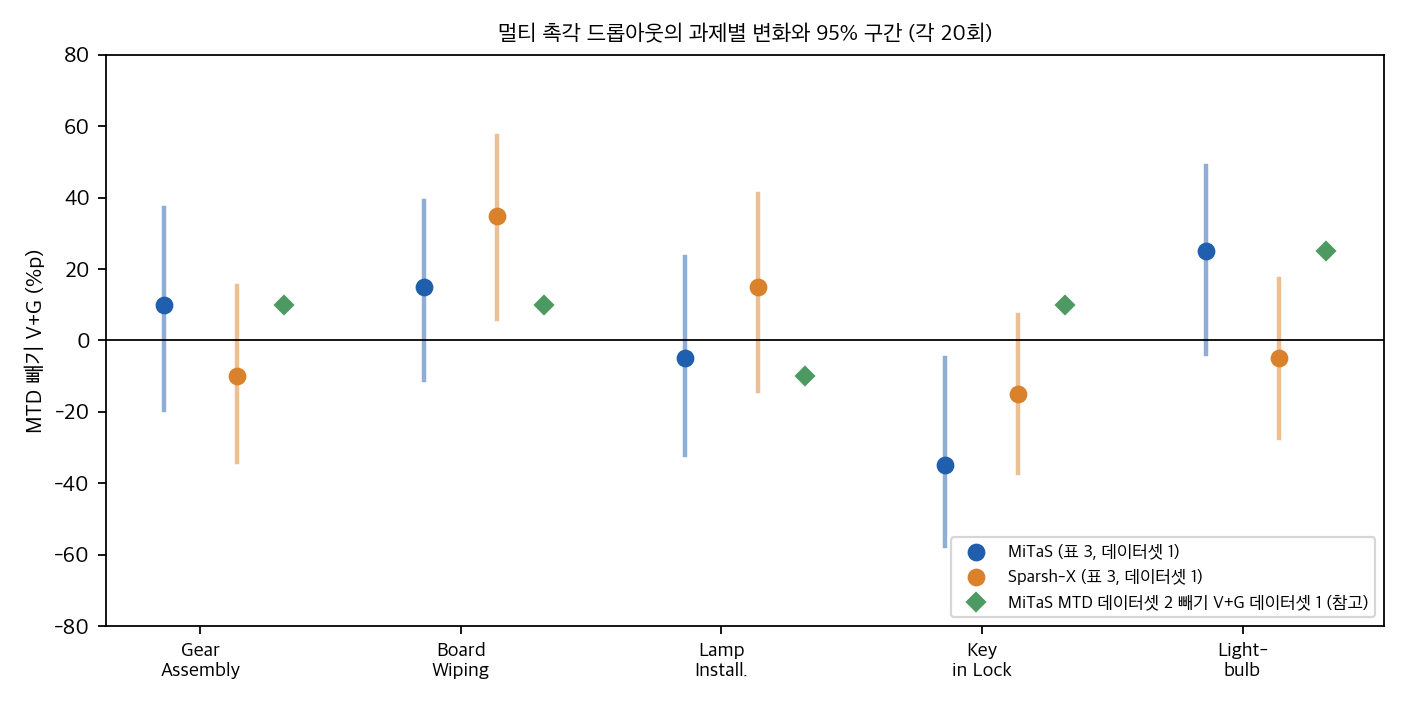 멀티 촉각 드롭아웃의 과제별 변화와 95% 구간 (각 20회)
MTD 빼기 V+G (%p)
80
60
40
20
0
-20
-40
-60
-80
Gear
Assembly
Board
Wiping
Lamp
Install.
Key
in Lock
Light-
bulb
MiTaS (표 3, 데이터셋 1)
Sparsh-X (표 3, 데이터셋 1)
MiTaS MTD 데이터셋 2 빼기 V+G 데이터셋 1 (참고)